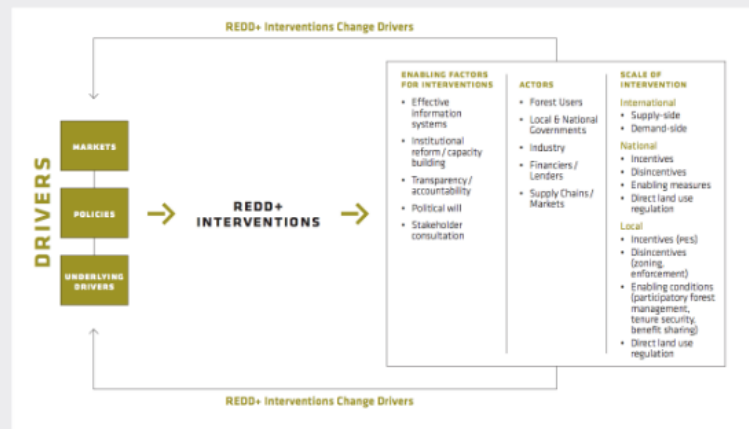 REDD+ Interventions Change Drivers
DRIVERS
MARKETS
POLICIES
UNDERLYING
DRIVERS
REDD+
INTERVENTIONS
ENABLING FACTORS
FOR INTERVENTIONS
• Effective
information
systems
• Institutional
reform / capacity
building
• Transparency /
accountability
• Political will
• Stakeholder
consultation
ACTORS
• Forest Users
• Local & National
Governments
• Industry
• Financiers /
Lenders
• Supply Chains /
Markets
SCALE OF
INTERVENTION
International
• Supply-side
• Demand-side
National
• Incentives
• Disincentives
• Enabling measures
• Direct land use
regulation
Local
• Incentives (PES)
• Disincentives
(zoning,
enforcement)
• Enabling conditions
(participatory forest
management,
tenure security,
benefit sharing)
• Direct land use
regulation
REDD+ Interventions Change Drivers